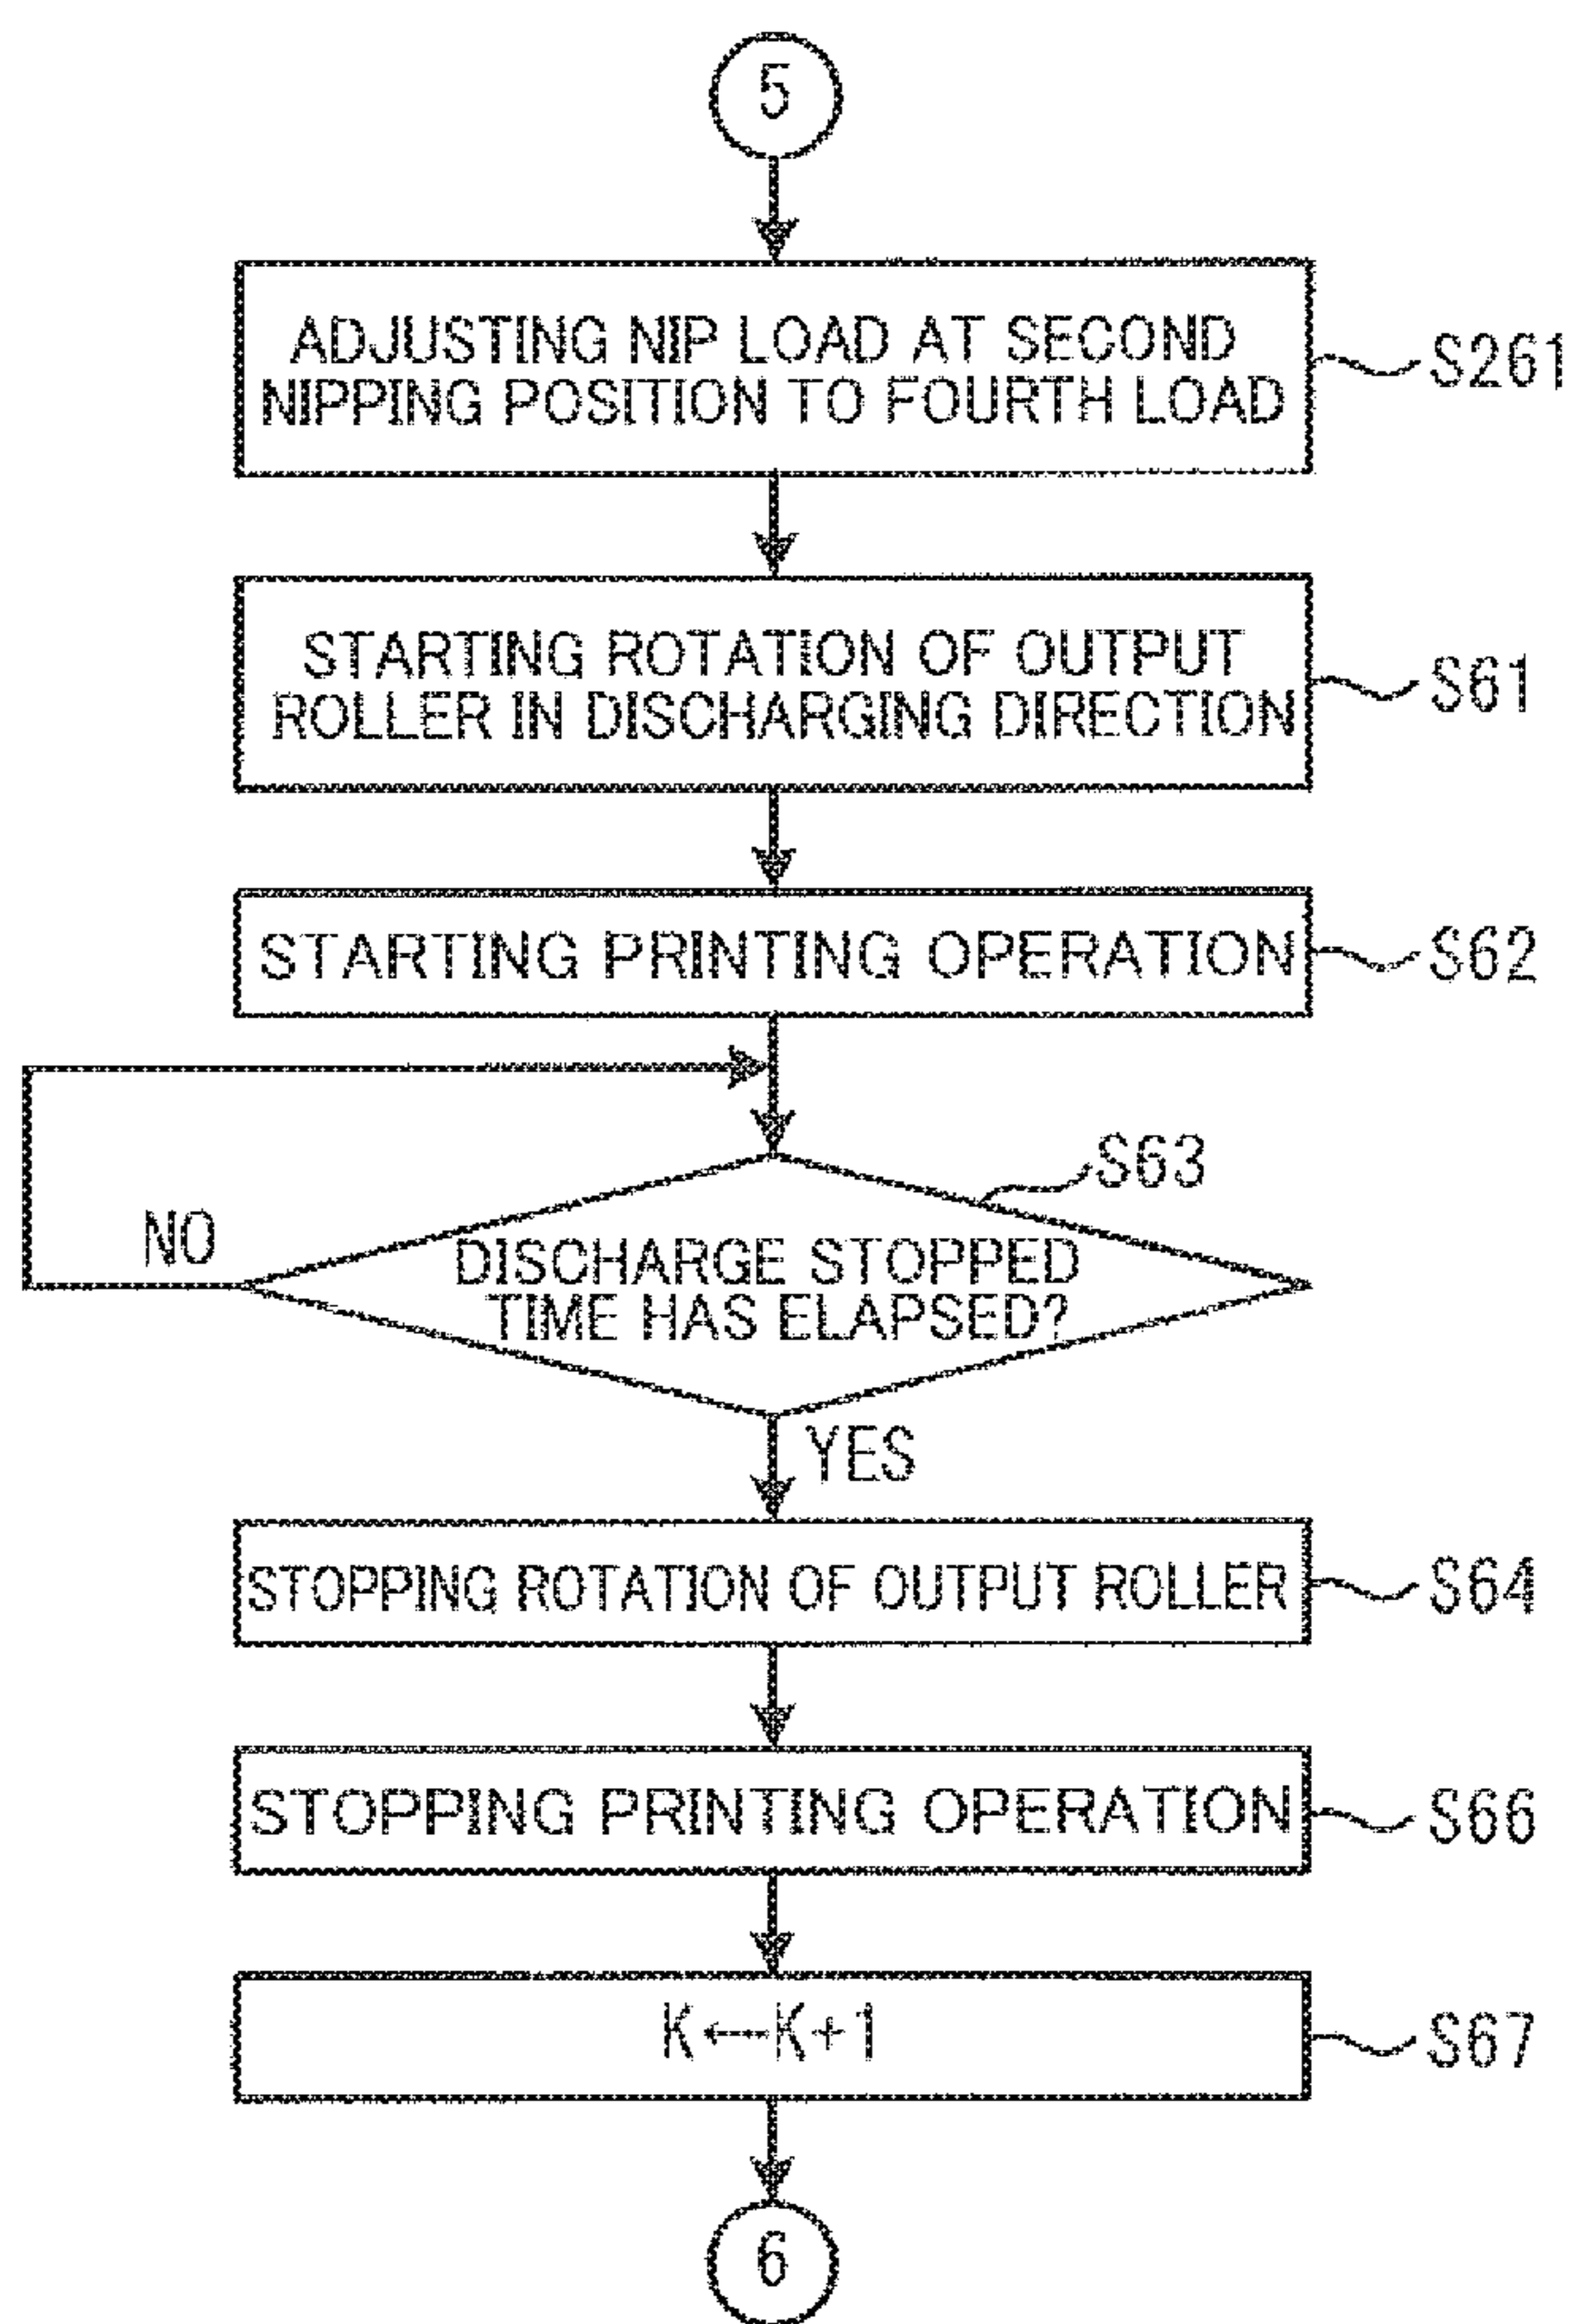 5
ADJUSTING NIP LOAD AT SECOND
NIPPING POSITION TO FOURTH LOAD
S261
STARTING ROTATION OF OUTPUT
ROLLER IN DISCHARGING DIRECTION
S61
STARTING PRINTING OPERATION
S62
S63
NO
DISCHARGE STOPPED
TIME HAS ELAPSED?
YES
STOPPING ROTATION OF OUTPUT ROLLER
S64
STOPPING PRINTING OPERATION
S66
K←K+1
S67
6